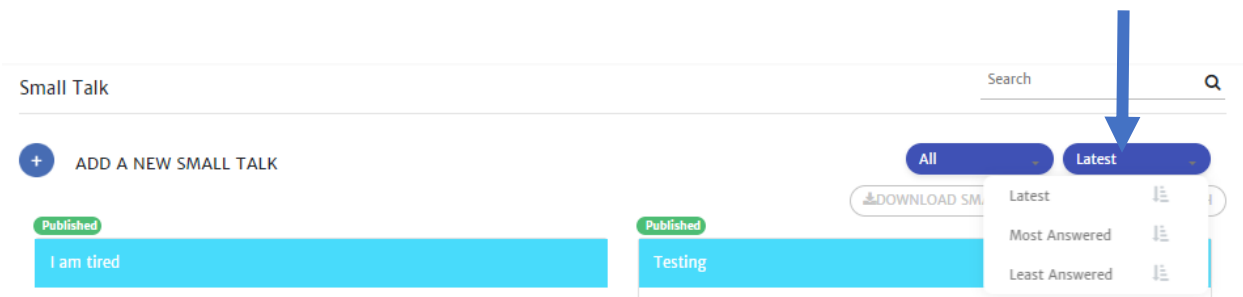 Search
Small Talk
+ ADD A NEW SMALL TALK
All
Latest
DOWNLOAD
Latest
Most Answered
Least Answered
Published
Published
I am tired
Testing